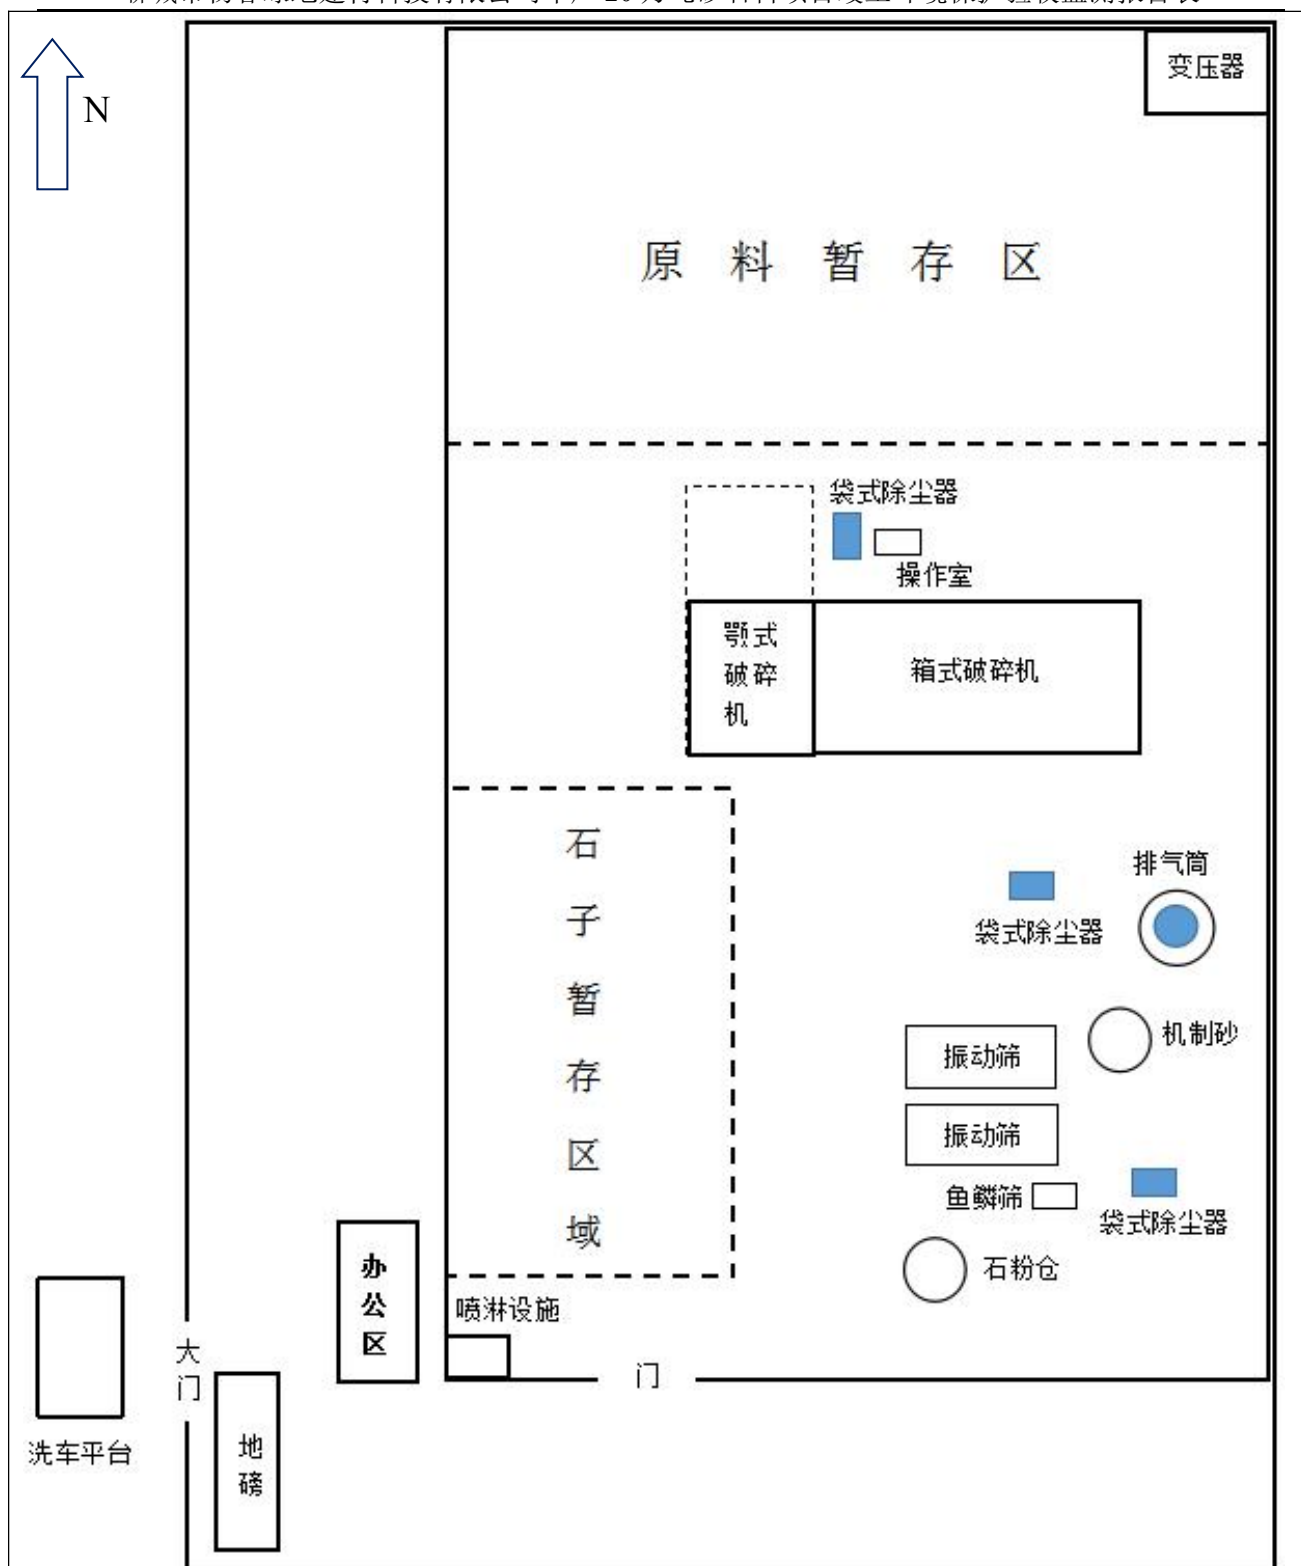 变压器
N
原料暂存区
袋式除尘器
操作室
颚式
破碎
机
箱式破碎机
石
子
暂
存
区
域
排气筒
袋式除尘器
机制砂
振动筛
振动筛
鱼鳞筛
袋式除尘器
石粉仓
办
公
区
喷淋设施
大
门
门
地
磅
洗车平台